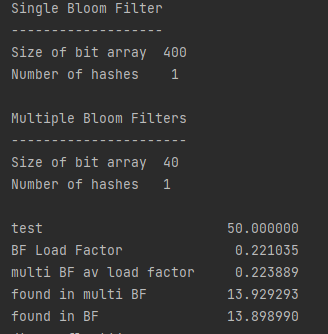 Single Bloom Filter
-------------------
Size of bit array  400
Number of hashes    1

Multiple Bloom Filters
----------------------
Size of bit array  40
Number of hashes   1

test                       50.000000
BF Load Factor              0.221035
multi BF av load factor     0.223889
found in multi BF          13.929293
found in BF                13.898990